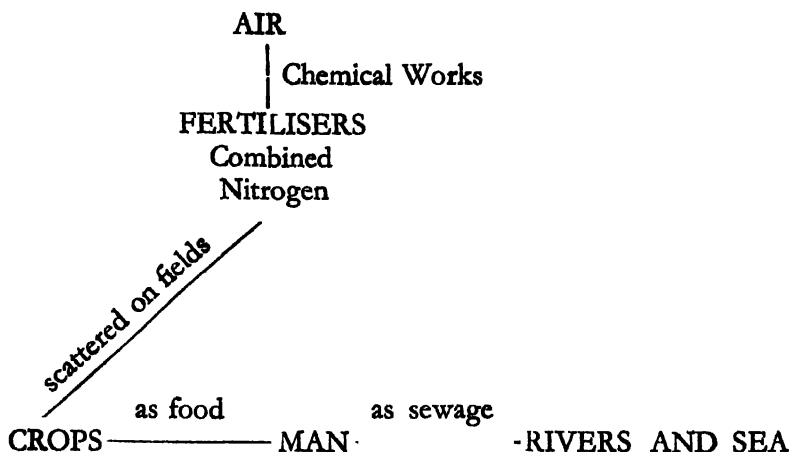 AIR
Chemical Works
FERTILISERS
Combined
Nitrogen
scattered on fields
as food as sewage
CROPS MAN RIVERS AND SEA